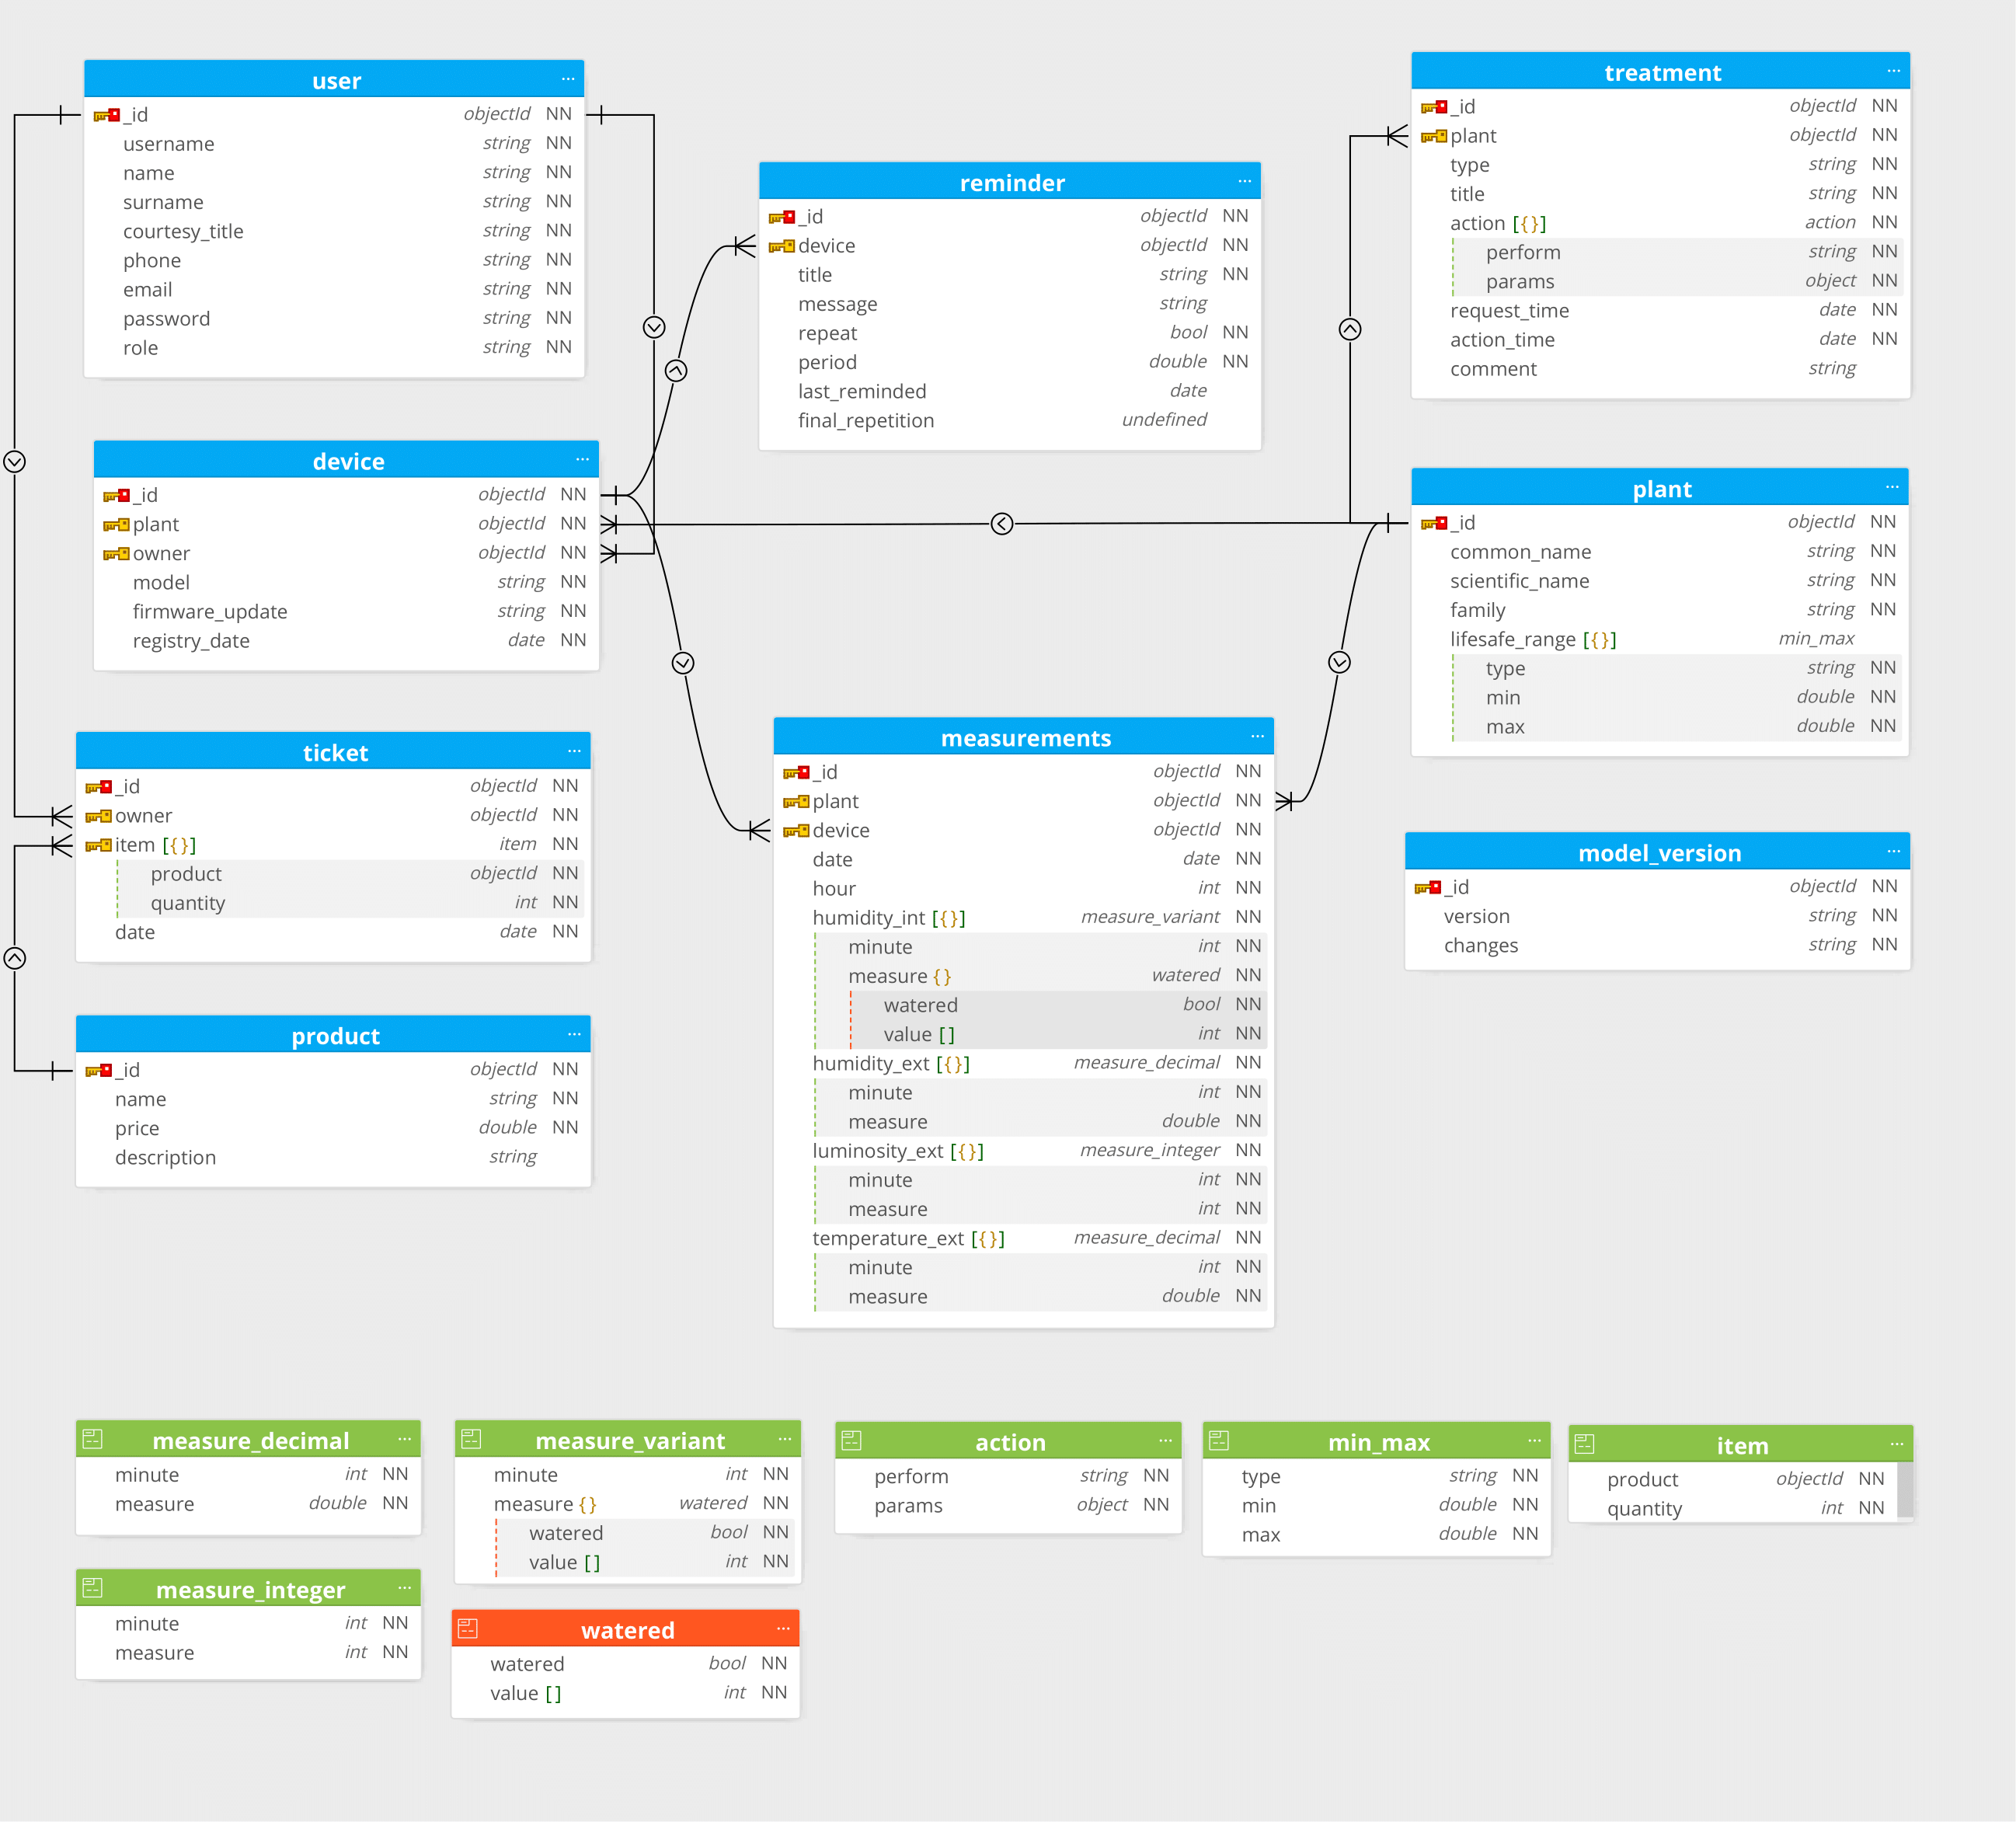 user ...
_id objectId NN
username string NN
name string NN
surname string NN
courtesy_title string NN
phone string NN
email string NN
password string NN
role string NN
device ...
_id objectId NN
plant objectId NN
owner objectId NN
model string NN
firmware_update string NN
registry_date date NN
ticket ...
_id objectId NN
owner objectId NN
item [{}] item NN
product objectId NN
quantity int NN
date date NN
product ...
_id objectId NN
name string NN
price double NN
description string
reminder ...
_id objectId NN
device objectId NN
title string NN
message string
repeat bool NN
period double NN
last_reminded date
final_repetition undefined
measurements ...
_id objectId NN
plant objectId NN
device objectId NN
date date NN
hour int NN
humidity_int [{}] measure_variant NN
minute int NN
measure {} watered NN
watered bool NN
value [] int NN
humidity_ext [{}] measure_decimal NN
minute int NN
measure double NN
luminosity_ext [{}] measure_integer NN
minute int NN
measure int NN
temperature_ext [{}] measure_decimal NN
minute int NN
measure double NN
treatment ...
_id objectId NN
plant objectId NN
type string NN
title string NN
action [{}] action NN
perform string NN
params object NN
request_time date NN
action_time date NN
comment string
plant ...
_id objectId NN
common_name string NN
scientific_name string NN
family string NN
lifesafe_range [{}] min_max
type string NN
min double NN
max double NN
model_version ...
_id objectId NN
version string NN
changes string NN
measure_decimal ...
minute int NN
measure double NN
measure_integer ...
minute int NN
measure int NN
measure_variant ...
minute int NN
measure {} watered NN
watered bool NN
value [] int NN
watered ...
watered bool NN
value [] int NN
action ...
perform string NN
params object NN
min_max ...
type string NN
min double NN
max double NN
item ...
product objectId NN
quantity int NN